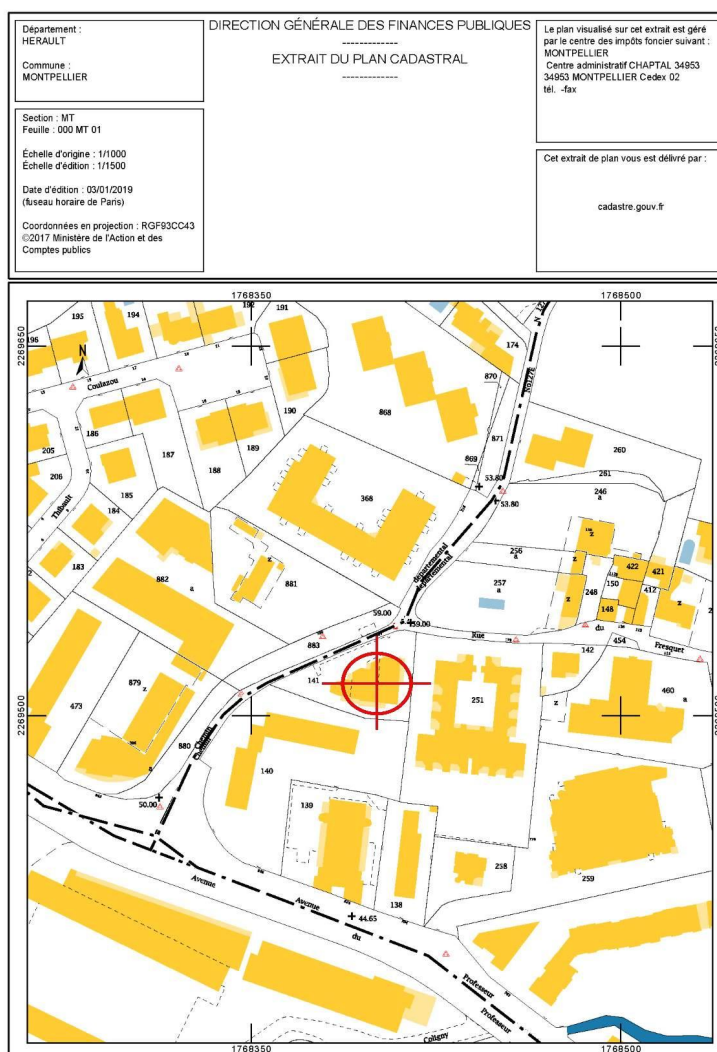 Département :
HERAULT
Commune :
MONTPELLIER
Section : MT
Feuille : 000 MT 01
Échelle d'origine : 1/1000
Échelle d'édition : 1/1500
Date d'édition : 03/01/2019
(fuseau horaire de Paris)
Coordonnées en projection : RGF93CC43
©2017 Ministère de l'Action et des
Comptes publics
DIRECTION GÉNÉRALE DES FINANCES PUBLIQUES
-------------
EXTRAIT DU PLAN CADASTRAL
-------------
Le plan visualisé sur cet extrait est géré
par le centre des impôts foncier suivant :
MONTPELLIER
Centre administratif CHAPTAL 34953
34953 MONTPELLIER Cedex 02
tél. -fax
Cet extrait de plan vous est délivré par :
cadastre.gouv.fr
1768350
1768500
192
191
194
195
196
174
N
870
Coulazou
190
868
871
186
189
187
188
205
206
185
869
53.80
53.80
260
261
246
a
368
Thibault
184
183
882
a
881
départemental
départemental
256
a
257
a
z
z
248
150
422
421
412
148
z
59.00
59.00
883
Rue
du
Fresquet
454
142
141
879
z
473
251
460
a
z
880
a
Chemin
Chemin
140
50.00
139
138
258
259
Avenue
Avenue
44.65
du
Professeur
Professeur
Coligny
1768350
1768500
2269500
2269500